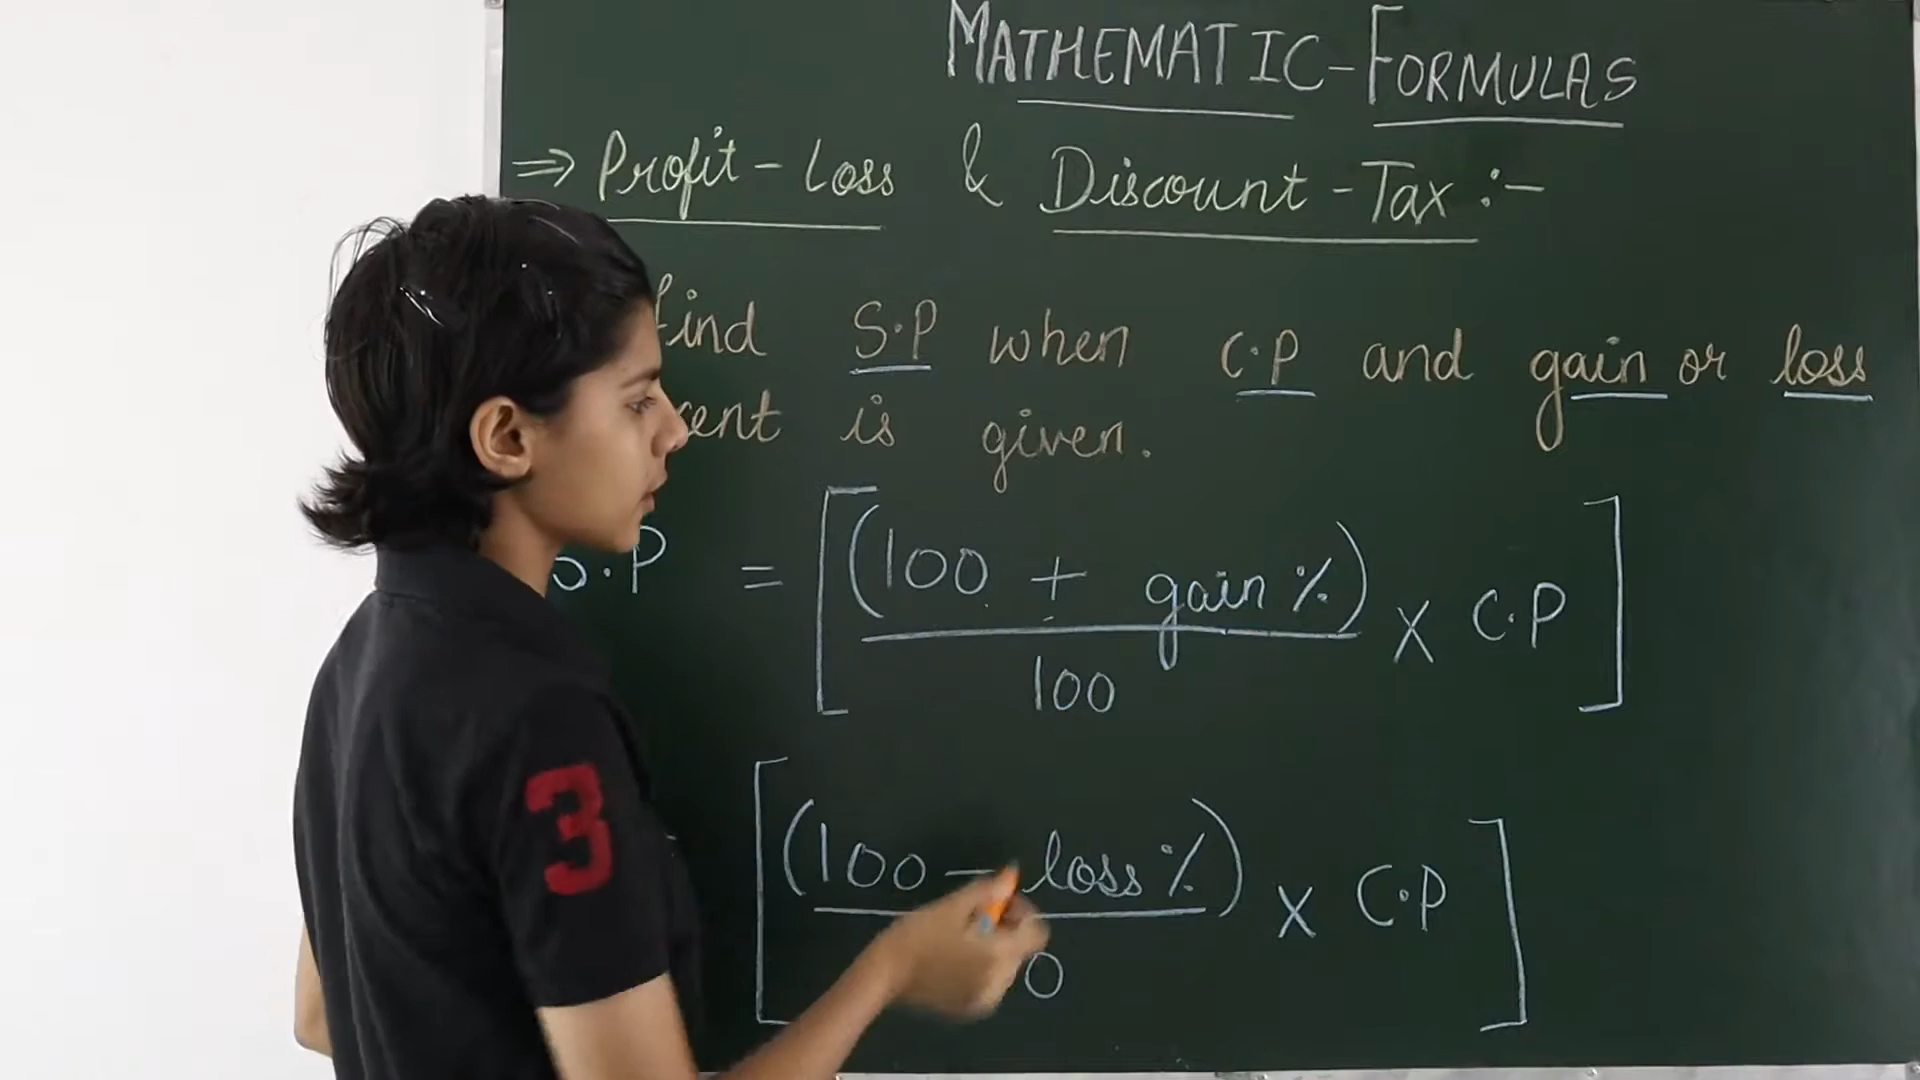 MATHEMATIC-FORMULAS
⇒ Profit - Loss & Discount - Tax :-
find S.P when C.P and gain or loss
cent is given.
S.P = [(100 + gain %) / 100 × C.P]
[(100 - loss %) / 0 × C.P]
3